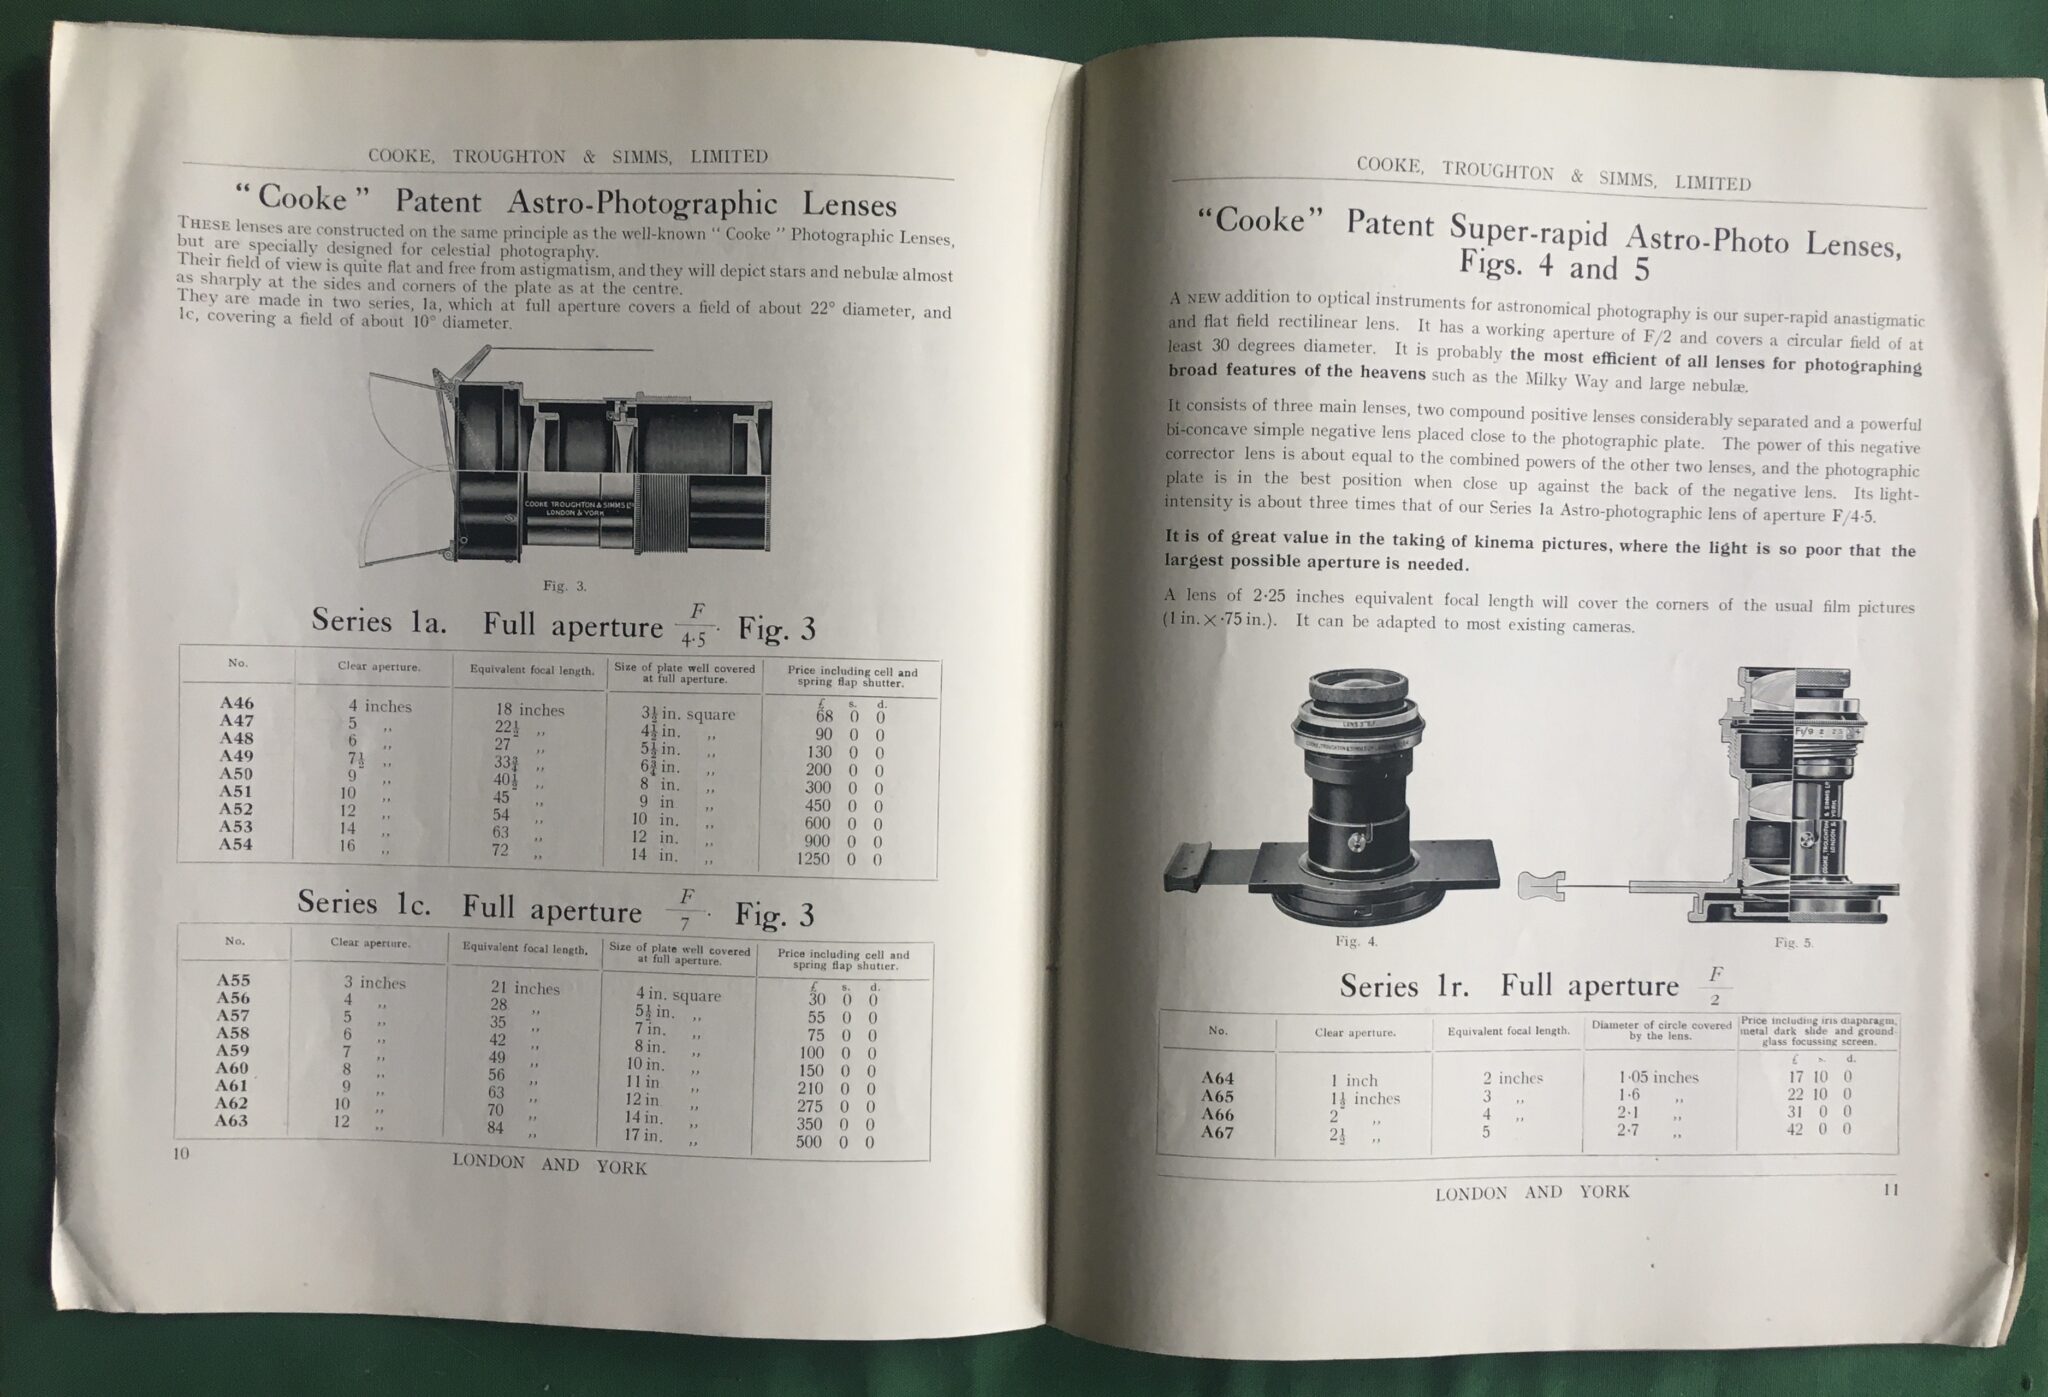 COOKE, TROUGHTON & SIMMS, LIMITED
“Cooke” Patent Astro-Photographic Lenses
THESE lenses are constructed on the same principle as the well-known “ Cooke ” Photographic Lenses,
but are specially designed for celestial photography.
Their field of view is quite flat and free from astigmatism, and they will depict stars and nebulæ almost
as sharply at the sides and corners of the plate as at the centre.
They are made in two series, 1a, which at full aperture covers a field of about 22° diameter, and
1c, covering a field of about 10° diameter.
COOKE TROUGHTON & SIMMS LTD
LONDON & YORK
Fig. 3.
Series 1a. Full aperture F/4·5. Fig. 3
No. Clear aperture. Equivalent focal length. Size of plate well covered at full aperture. Price including cell and spring flap shutter.
£ s. d.
A46 4 inches 18 inches 3½ in. square 68 0 0
A47 5 ,, 22½ ,, 4½ in. ,, 90 0 0
A48 6 ,, 27 ,, 5½ in. ,, 130 0 0
A49 7½ ,, 33¾ ,, 6¾ in. ,, 200 0 0
A50 9 ,, 40½ ,, 8 in. ,, 300 0 0
A51 10 ,, 45 ,, 9 in ,, 450 0 0
A52 12 ,, 54 ,, 10 in. ,, 600 0 0
A53 14 ,, 63 ,, 12 in. ,, 900 0 0
A54 16 ,, 72 ,, 14 in. ,, 1250 0 0
Series 1c. Full aperture F/7. Fig. 3
No. Clear aperture. Equivalent focal length. Size of plate well covered at full aperture. Price including cell and spring flap shutter.
£ s. d.
A55 3 inches 21 inches 4 in. square 30 0 0
A56 4 ,, 28 ,, 5½ in. ,, 55 0 0
A57 5 ,, 35 ,, 7 in. ,, 75 0 0
A58 6 ,, 42 ,, 8 in. ,, 100 0 0
A59 7 ,, 49 ,, 10 in. ,, 150 0 0
A60 8 ,, 56 ,, 11 in ,, 210 0 0
A61 9 ,, 63 ,, 12 in ,, 275 0 0
A62 10 ,, 70 ,, 14 in. ,, 350 0 0
A63 12 ,, 84 ,, 17 in. ,, 500 0 0
10
LONDON AND YORK
COOKE, TROUGHTON & SIMMS, LIMITED
“Cooke” Patent Super-rapid Astro-Photo Lenses,
Figs. 4 and 5
A NEW addition to optical instruments for astronomical photography is our super-rapid anastigmatic
and flat field rectilinear lens. It has a working aperture of F/2 and covers a circular field of at
least 30 degrees diameter. It is probably the most efficient of all lenses for photographing
broad features of the heavens such as the Milky Way and large nebulæ.
It consists of three main lenses, two compound positive lenses considerably separated and a powerful
bi-concave simple negative lens placed close to the photographic plate. The power of this negative
corrector lens is about equal to the combined powers of the other two lenses, and the photographic
plate is in the best position when close up against the back of the negative lens. Its light-
intensity is about three times that of our Series 1a Astro-photographic lens of aperture F/4·5.
It is of great value in the taking of kinema pictures, where the light is so poor that the
largest possible aperture is needed.
A lens of 2·25 inches equivalent focal length will cover the corners of the usual film pictures
(1 in. × ·75 in.). It can be adapted to most existing cameras.
COOKE, TROUGHTON & SIMMS LTD
COOKE, TROUGHTON & SIMMS LTD
LONDON & YORK
Fig. 4.
Fig. 5.
Series 1r. Full aperture F/2
No. Clear aperture. Equivalent focal length. Diameter of circle covered by the lens. Price including iris diaphragm, metal dark slide and ground-glass focussing screen.
£ s. d.
A64 1 inch 2 inches 1·05 inches 17 10 0
A65 1½ inches 3 ,, 1·6 ,, 22 10 0
A66 2 ,, 4 ,, 2·1 ,, 31 0 0
A67 2½ ,, 5 2·7 ,, 42 0 0
LONDON AND YORK
11